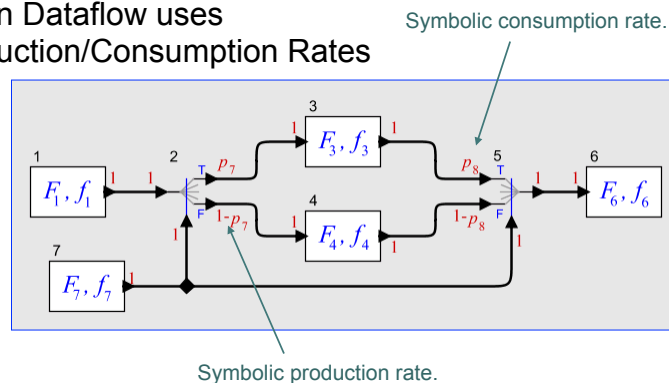 n Dataflow uses
Symbolic consumption rate.
uction/Consumption Rates
3
1
F₃, f₃
1
1
F₁, f₁
1
1
2
T
p₇
F
1-p₇
1
4
1
F₄, f₄
1
p₈
5
T
1-p₈
F
1
1
1
6
F₆, f₆
7
F₇, f₇
1
Symbolic production rate.